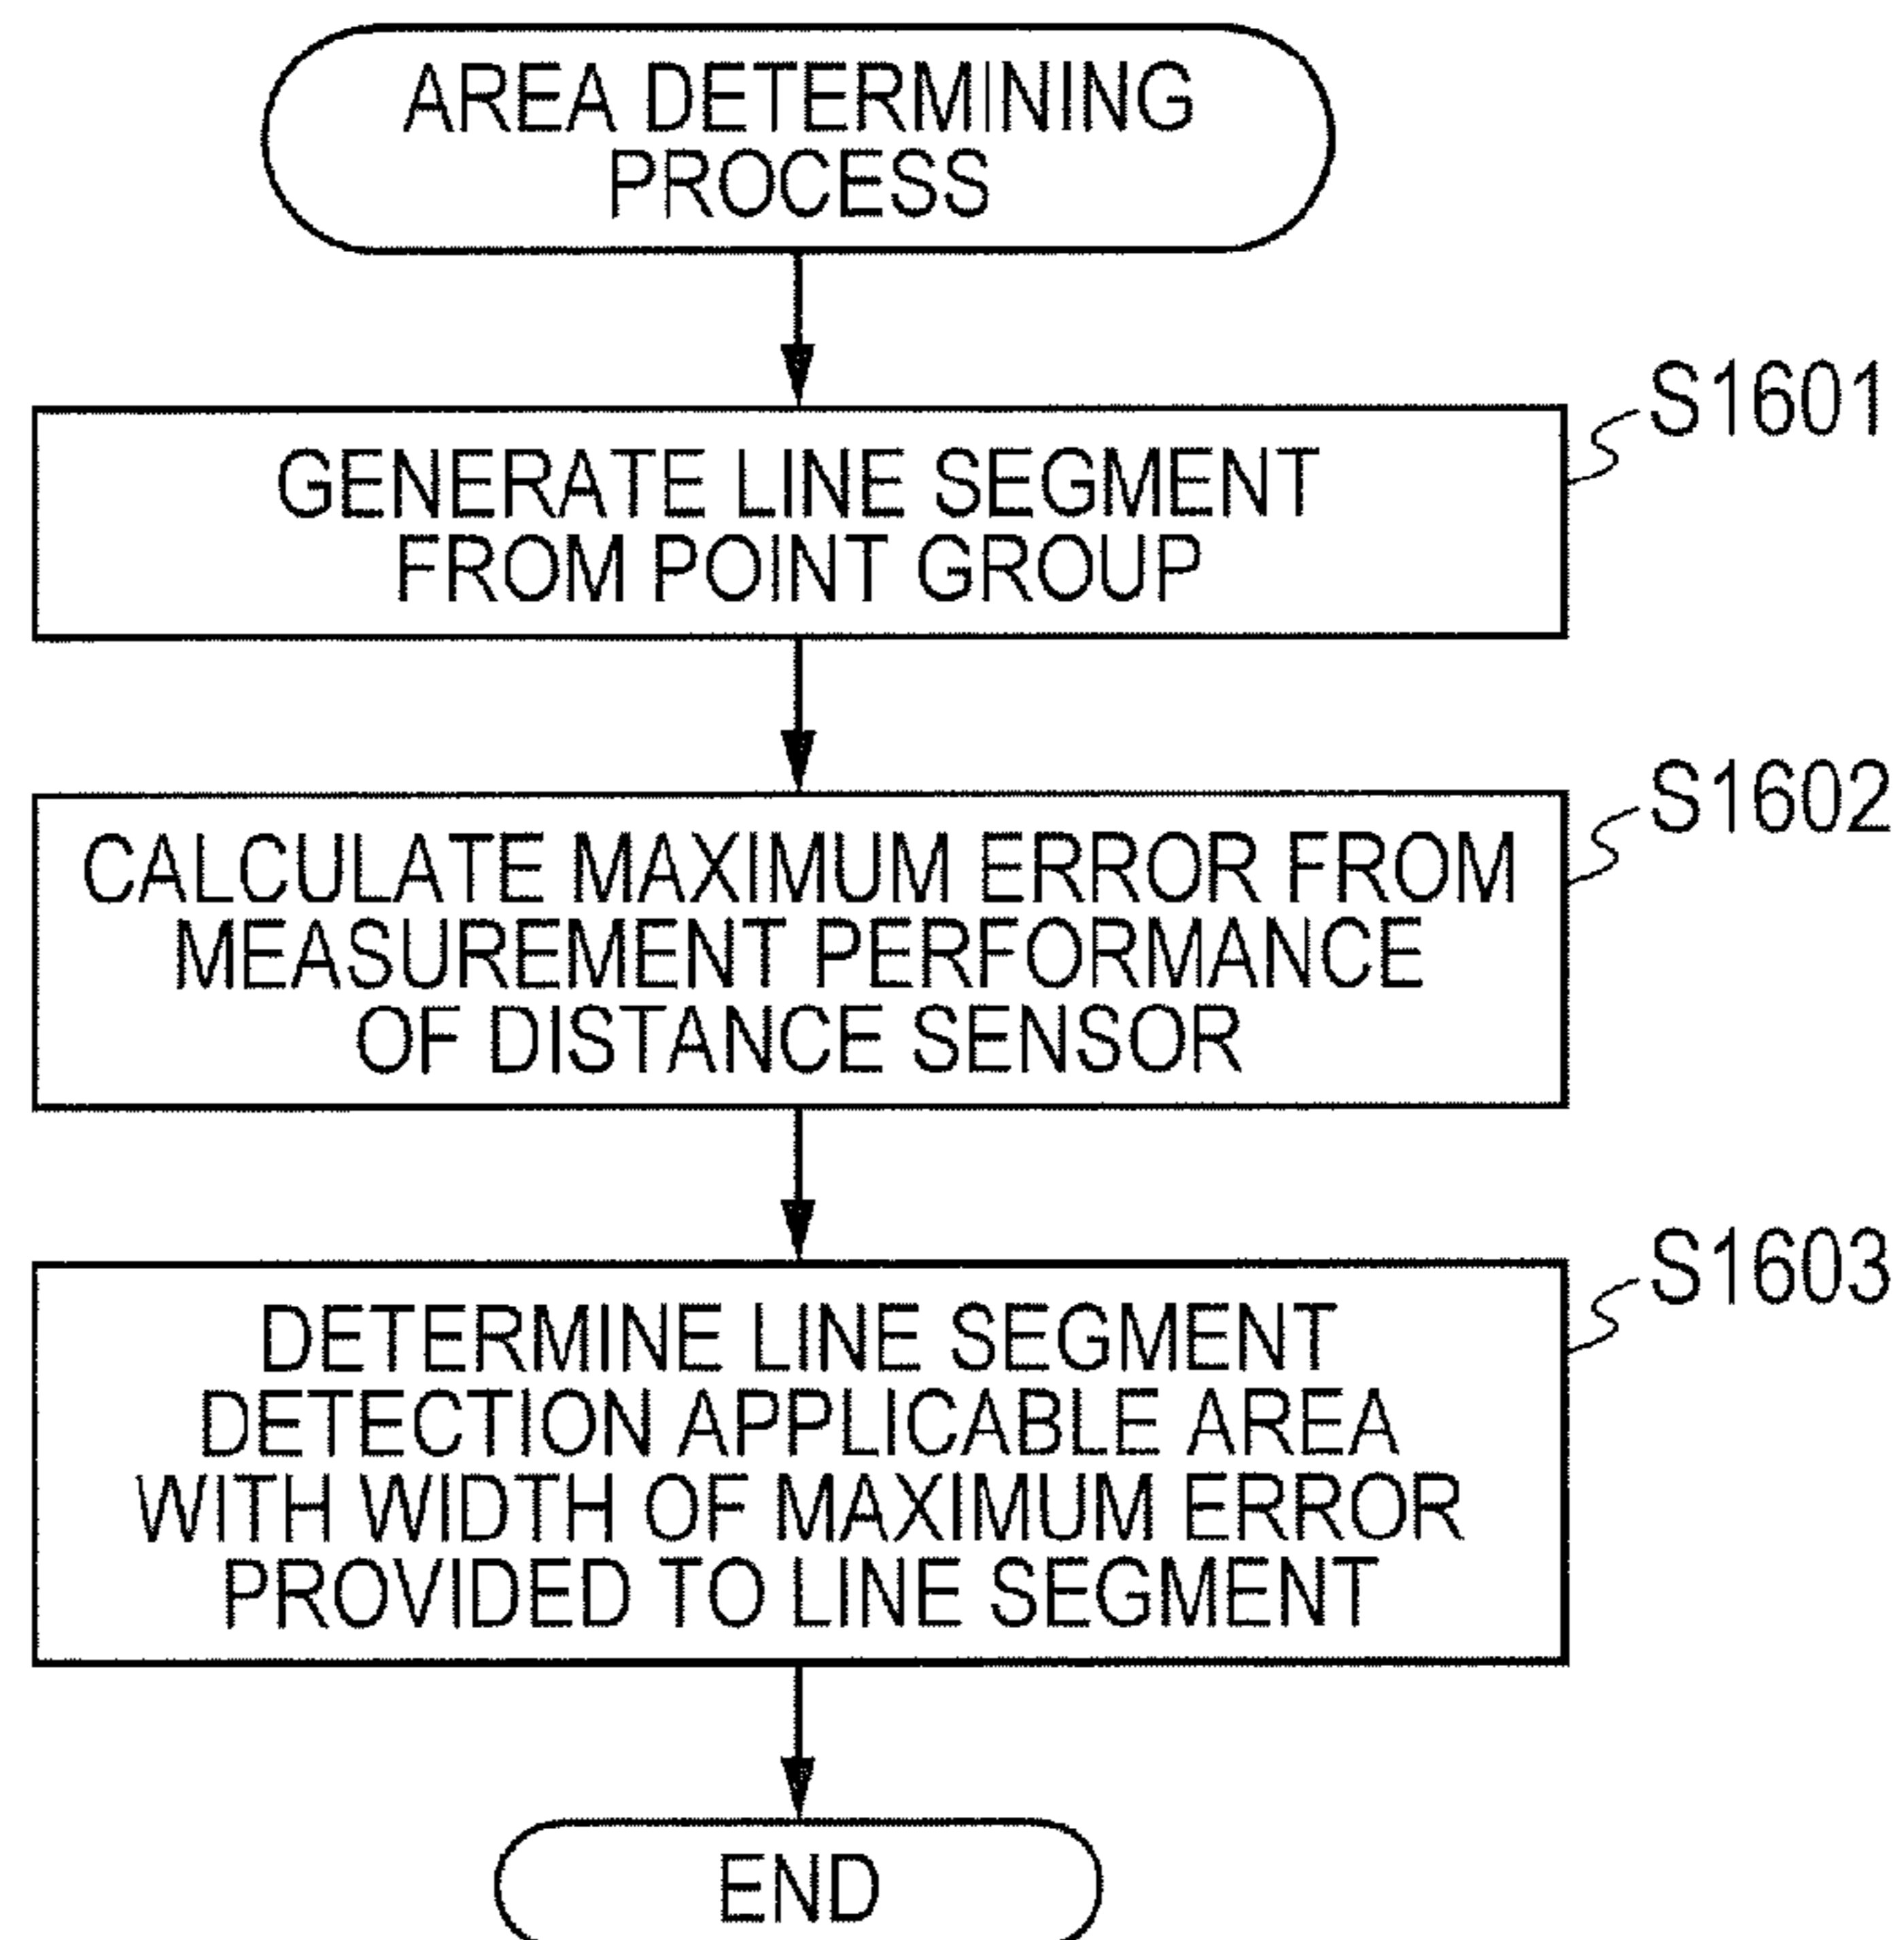 AREA DETERMINING
PROCESS
S1601
GENERATE LINE SEGMENT
FROM POINT GROUP
S1602
CALCULATE MAXIMUM ERROR FROM
MEASUREMENT PERFORMANCE
OF DISTANCE SENSOR
S1603
DETERMINE LINE SEGMENT
DETECTION APPLICABLE AREA
WITH WIDTH OF MAXIMUM ERROR
PROVIDED TO LINE SEGMENT
END